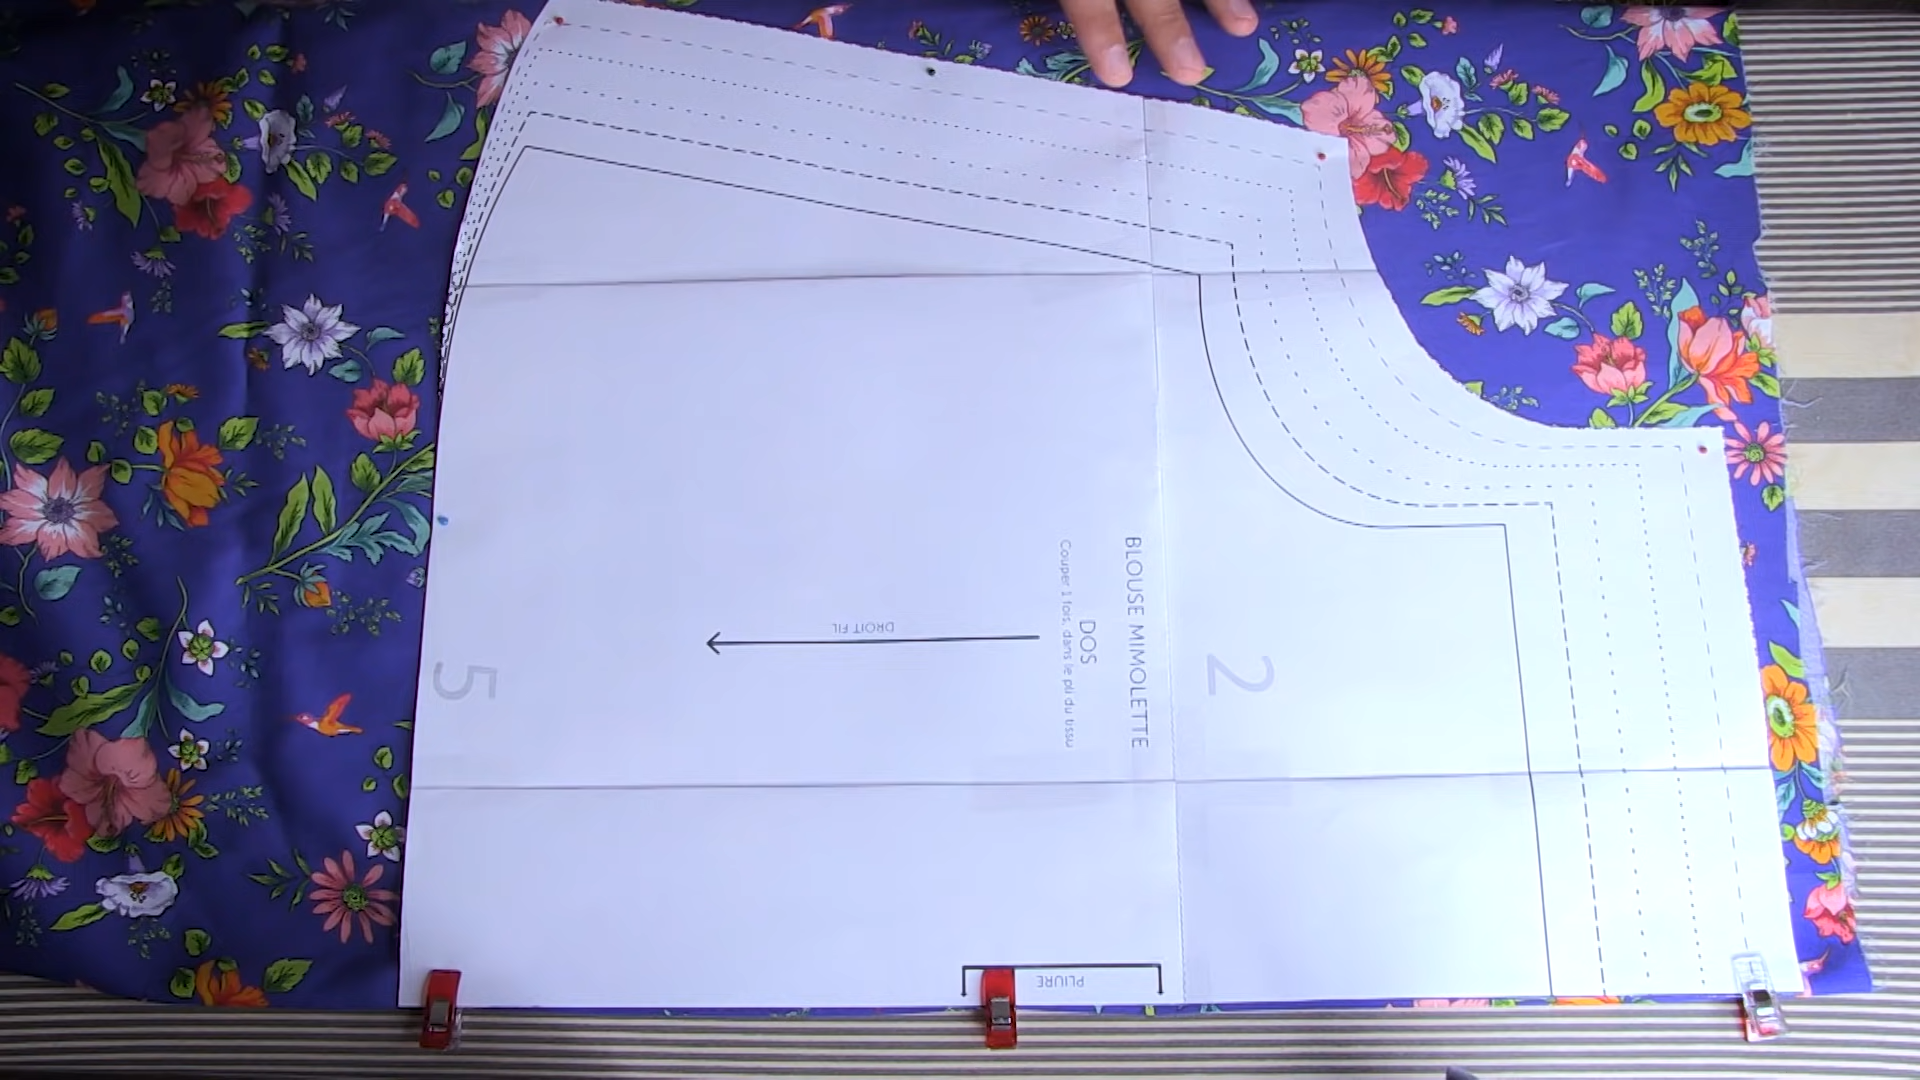 BLOUSE MIMOLETTE
DOS
Couper 1 fois, dans le pli du tissu
DROIT FIL
2
5
PLIURE